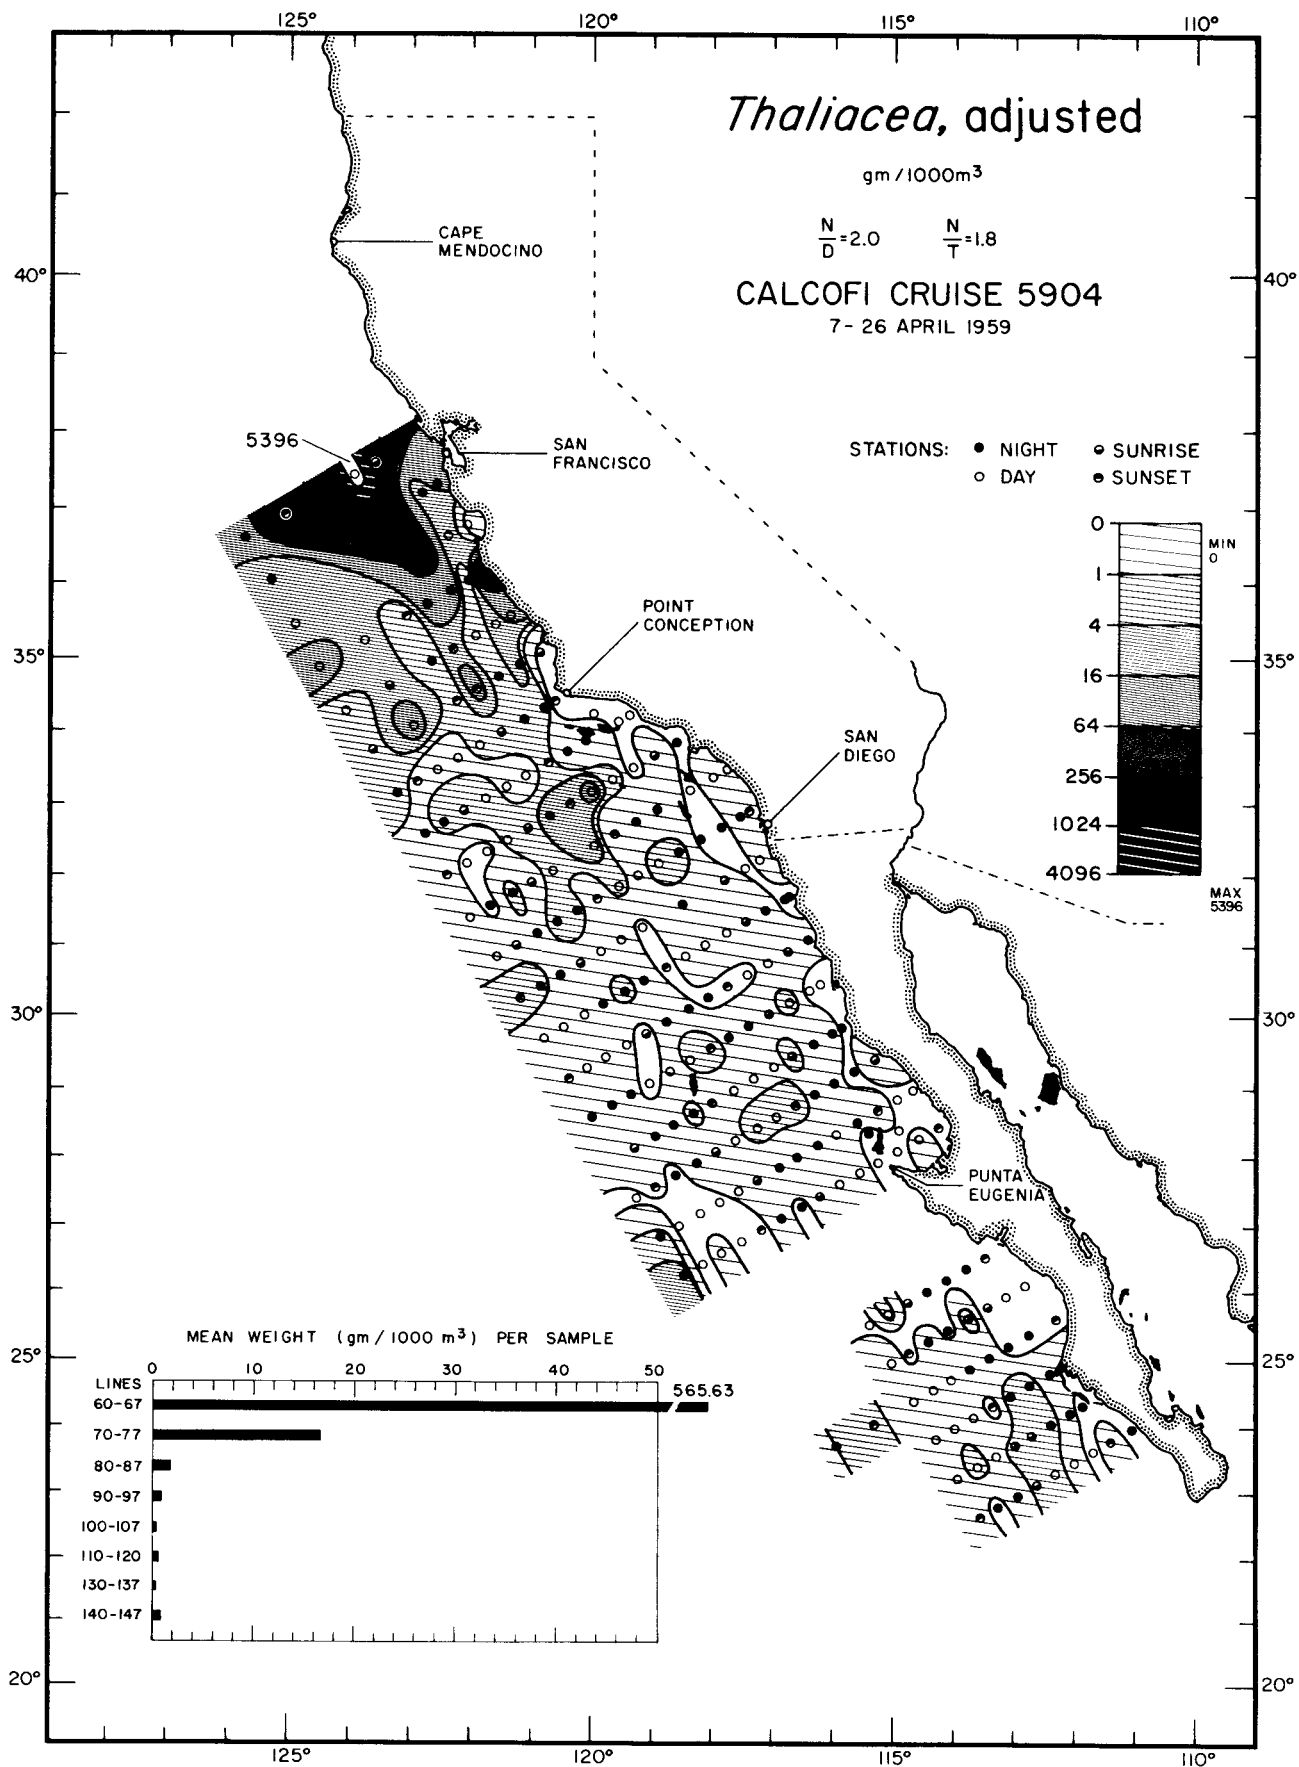 125°
120°
115°
110°
Thaliacea, adjusted
gm/1000m³
N/D=2.0 N/T=1.8
CALCOFI CRUISE 5904
7-26 APRIL 1959
CAPE
MENDOCINO
40°
40°
5396
SAN
FRANCISCO
STATIONS: NIGHT SUNRISE
DAY SUNSET
0
MIN
0
1
4
16
64
256
1024
4096
MAX
5396
POINT
CONCEPTION
35°
35°
SAN
DIEGO
30°
30°
PUNTA
EUGENIA
MEAN WEIGHT (gm/1000 m³) PER SAMPLE
25°
25°
0 10 20 30 40 50
565.63
LINES
60-67
70-77
80-87
90-97
100-107
110-120
130-137
140-147
20°
20°
125°
120°
115°
110°